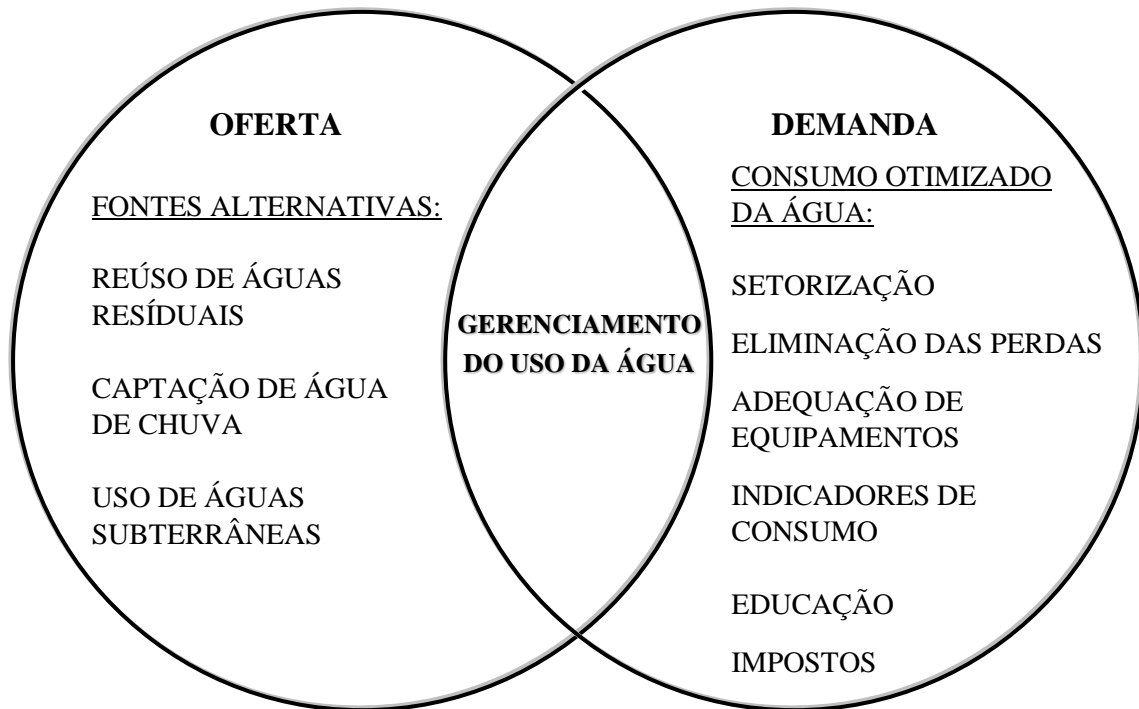 OFERTA
FONTES ALTERNATIVAS:
REÚSO DE ÁGUAS
RESÍDUAIS
CAPTAÇÃO DE ÁGUA
DE CHUVA
USO DE ÁGUAS
SUBTERRÂNEAS
GERENCIAMENTO
DO USO DA ÁGUA
DEMANDA
CONSUMO OTIMIZADO
DA ÁGUA:
SETORIZAÇÃO
ELIMINAÇÃO DAS PERDAS
ADEQUAÇÃO DE
EQUIPAMENTOS
INDICADORES DE
CONSUMO
EDUCAÇÃO
IMPOSTOS